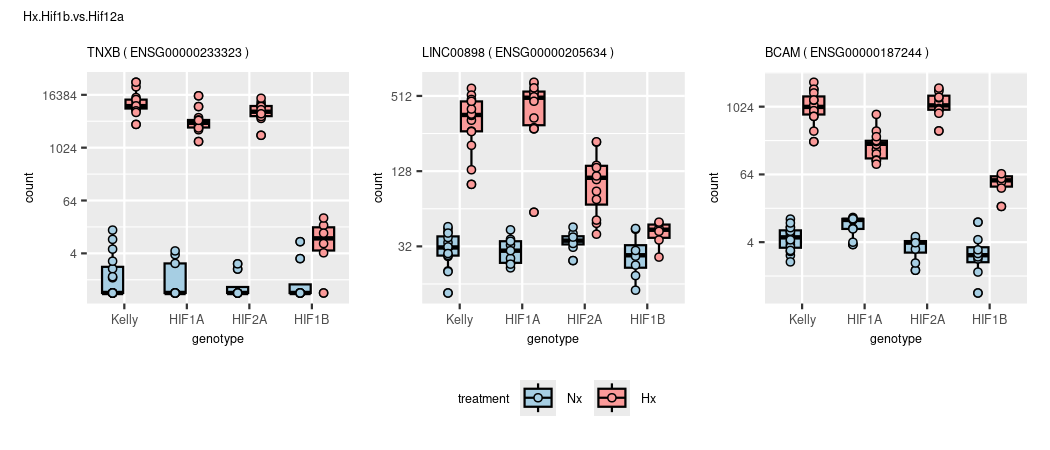 Hx.Hif1b.vs.Hif12a
TNXB ( ENSG00000233323 )
16384
1024
64
4
count
Kelly HIF1A HIF2A HIF1B
genotype
LINC00898 ( ENSG00000205634 )
512
128
32
count
Kelly HIF1A HIF2A HIF1B
genotype
BCAM ( ENSG00000187244 )
1024
64
4
count
Kelly HIF1A HIF2A HIF1B
genotype
treatment Nx Hx